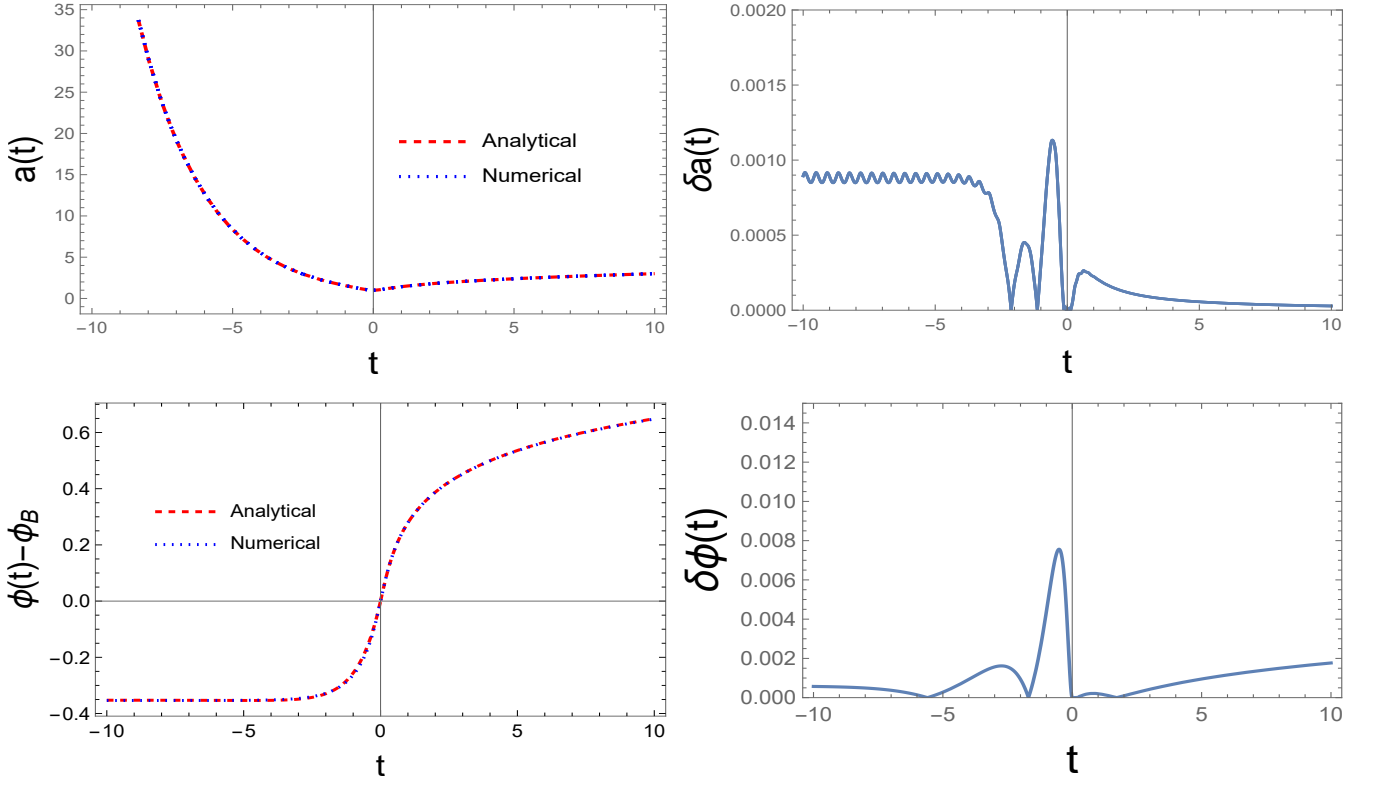 35
30
25
20
15
10
5
0
−10 −5 0 5 10
a(t)
t
Analytical
Numerical
0.0020
0.0015
0.0010
0.0005
0.0000
−10 −5 0 5 10
δa(t)
t
0.6
0.4
0.2
0.0
−0.2
−0.4
−10 −5 0 5 10
ϕ(t)−ϕB
t
Analytical
Numerical
0.014
0.012
0.010
0.008
0.006
0.004
0.002
0.000
−10 −5 0 5 10
δϕ(t)
t